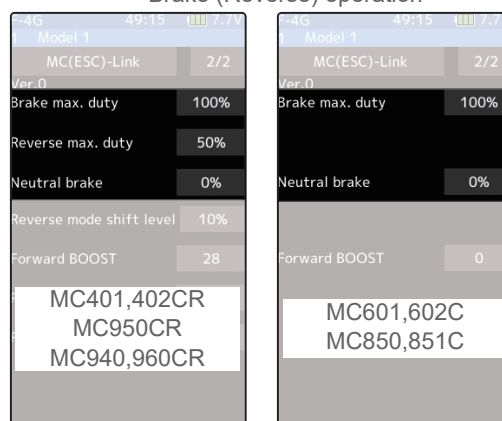 Brake (Reverse) operation
-4G 49:15 7.7V
1 Model 1
MC(ESC)-Link 2/2
Ver.0
Brake max. duty 100%
Reverse max. duty 50%
Neutral brake 0%
Reverse mode shift level 10%
Forward BOOST 28
MC401,402CR
MC950CR
MC940,960CR
-4G 49:15 7.7
1 Model 1
MC(ESC)-Link 2/2
Ver.0
Brake max. duty 100%
Neutral brake 0%
Forward BOOST 0
MC601,602C
MC850,851C